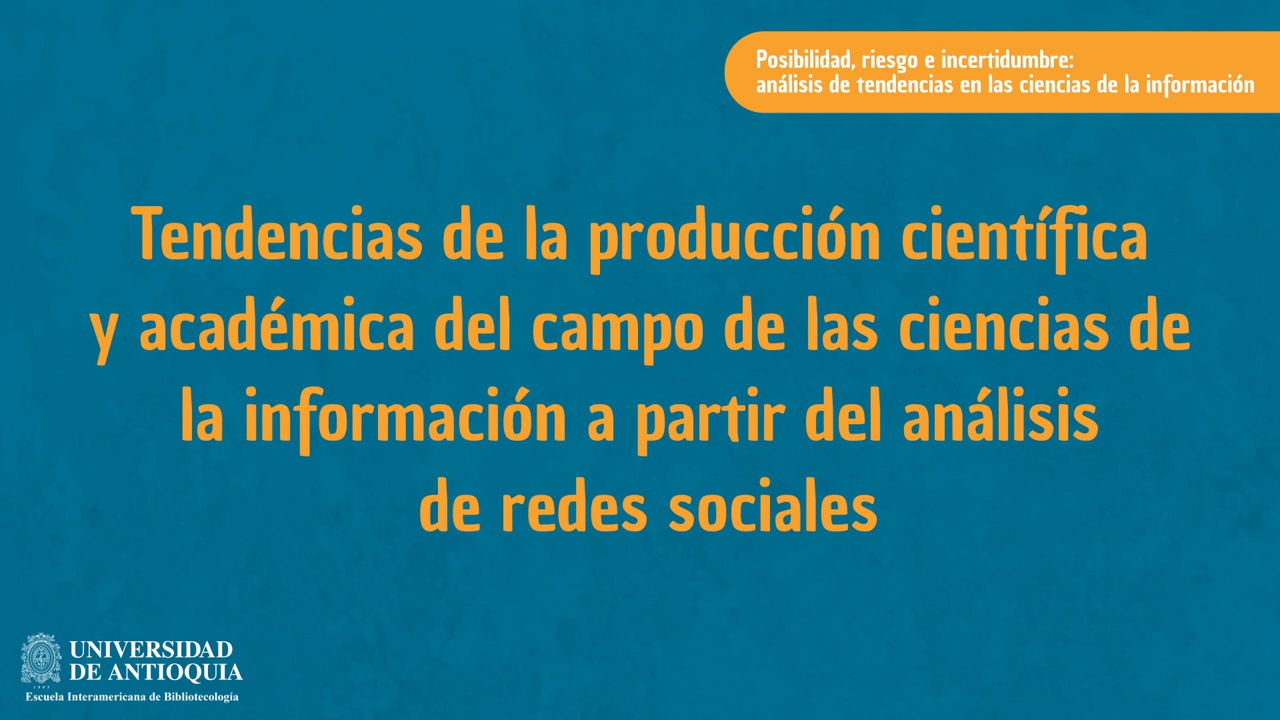 Posibilidad, riesgo e incertidumbre:
análisis de tendencias en las ciencias de la información
Tendencias de la producción científica
y académica del campo de las ciencias de
la información a partir del análisis
de redes sociales
UNIVERSIDAD
DE ANTIOQUIA
1803
Escuela Interamericana de Bibliotecología